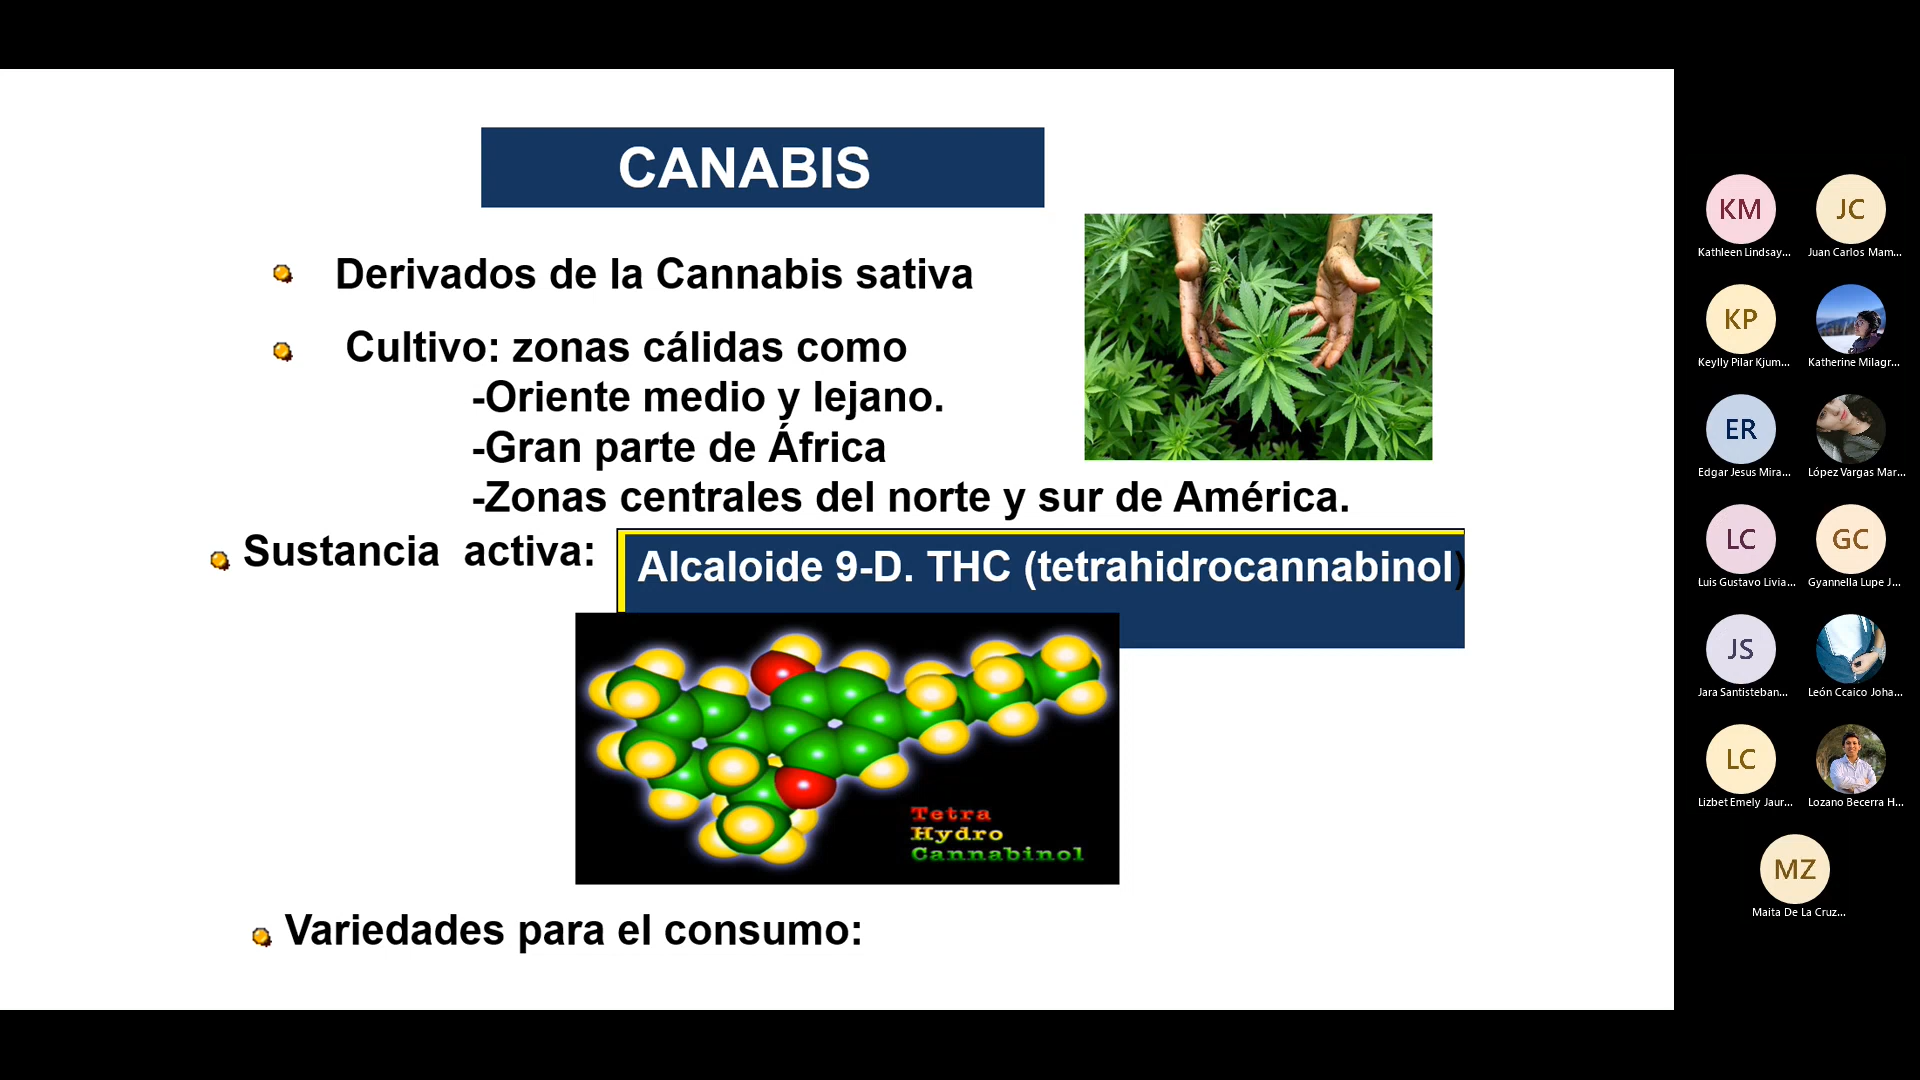 CANABIS
Derivados de la Cannabis sativa
Cultivo: zonas cálidas como
-Oriente medio y lejano.
-Gran parte de África
-Zonas centrales del norte y sur de América.
Sustancia activa:
Alcaloide 9-D. THC (tetrahidrocannabinol)
Tetra
Hydro
Cannabinol
Variedades para el consumo:
KM
Kathleen Lindsay...
JC
Juan Carlos Mam...
KP
Keylly Pilar Kjum...
Katherine Milagr...
ER
Edgar Jesus Mira...
López Vargas Mar...
LC
Luis Gustavo Livia...
GC
Gyannella Lupe J...
JS
Jara Santisteban...
León Ccaico Joha...
LC
Lizbet Emely Jaur...
Lozano Becerra H...
MZ
Maita De La Cruz...